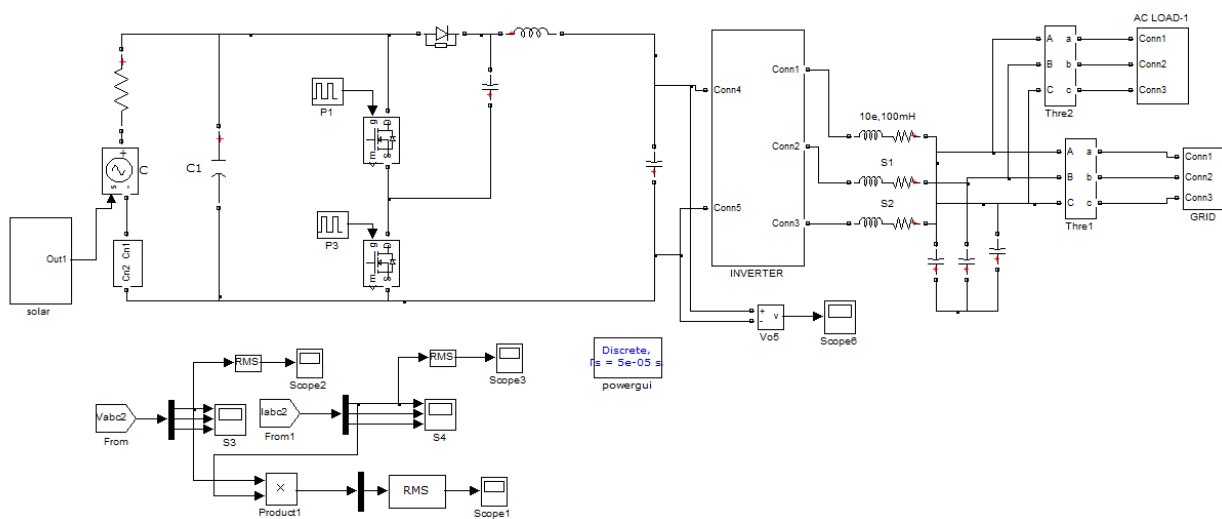 AC LOAD-1
A
a
Conn1
B
b
Conn2
C
c
Conn3
Thre2
P1
g
D
m
s
Conn4
Conn1
10e,100mH
+
C
s
-
C1
Conn2
S1
A
a
Conn1
B
b
Conn2
C
c
Conn3
Thre1
GRID
P3
g
D
m
s
Conn5
Conn3
S2
INVERTER
Out1
solar
Cn2 Cn1
+
-
v
Vo5
Scope6
Discrete,
Ts = 5e-05 s.
powergui
RMS
Scope2
RMS
Scope3
Vabc2
From
S3
Iabc2
From1
S4
×
Product1
RMS
Scope1